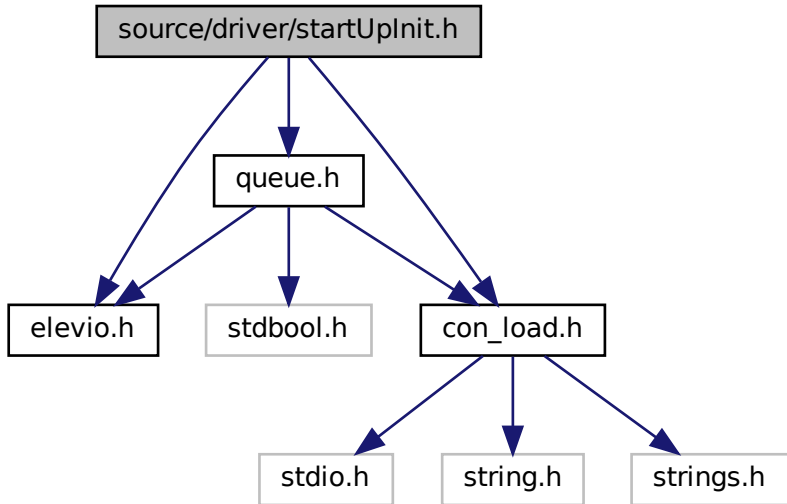 source/driver/startUpInit.h
queue.h
elevio.h
stdbool.h
con_load.h
stdio.h
string.h
strings.h